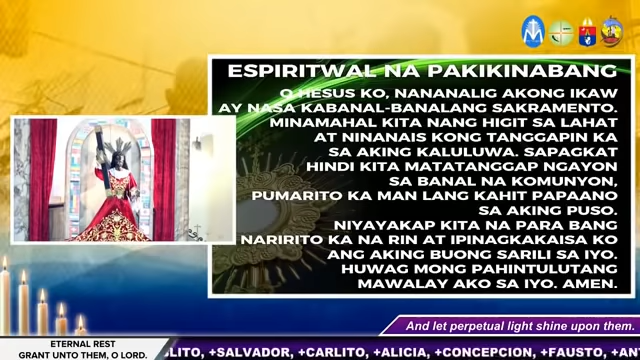 ESPIRITWAL NA PAKIKINABANG
O HESUS KO, NANANALIG AKONG IKAW
AY NASA KABANAL-BANALANG SAKRAMENTO.
MINAMAHAL KITA NANG HIGIT SA LAHAT
AT NINANAIS KONG TANGGAPIN KA
SA AKING KALULUWA. SAPAGKAT
HINDI KITA MATATANGGAP NGAYON
SA BANAL NA KOMUNYON,
PUMARITO KA MAN LANG KAHIT PAPAANO
SA AKING PUSO.
NIYAYAKAP KITA NA PARA BANG
NARIRITO KA NA RIN AT IPINAGKAKAISA KO
ANG AKING BUONG SARILI SA IYO.
HUWAG MONG PAHINTULUTANG
MAWALAY AKO SA IYO. AMEN.
And let perpetual light shine upon them.
ETERNAL REST
GRANT UNTO THEM, O LORD.
SLITO, +SALVADOR, +CARLITO, +ALICIA, +CONCEPCION, +FAUSTO, +AN